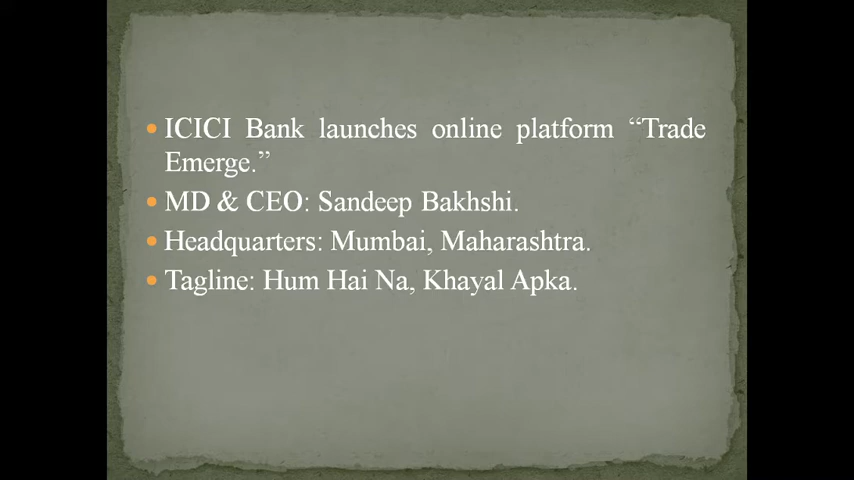 ICICI Bank launches online platform “Trade
Emerge.”
MD & CEO: Sandeep Bakhshi.
Headquarters: Mumbai, Maharashtra.
Tagline: Hum Hai Na, Khayal Apka.